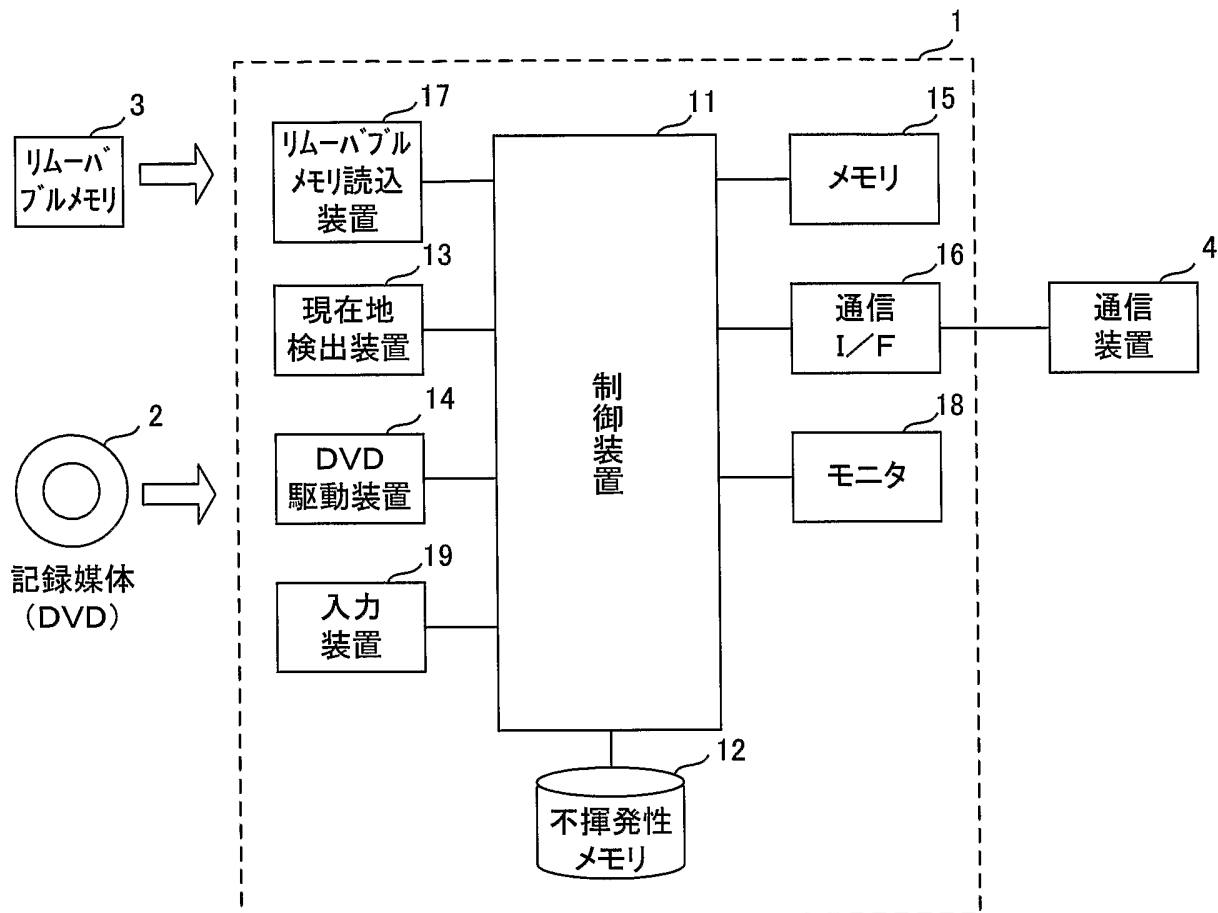 1
3
リムーバ
ブルメモリ
17
リムーバブル
メモリ読込
装置
11
制御装置
15
メモリ
13
現在地
検出装置
16
通信
I／F
4
通信
装置
2
記録媒体
（DVD）
14
DVD
駆動装置
18
モニタ
19
入力
装置
12
不揮発性
メモリ